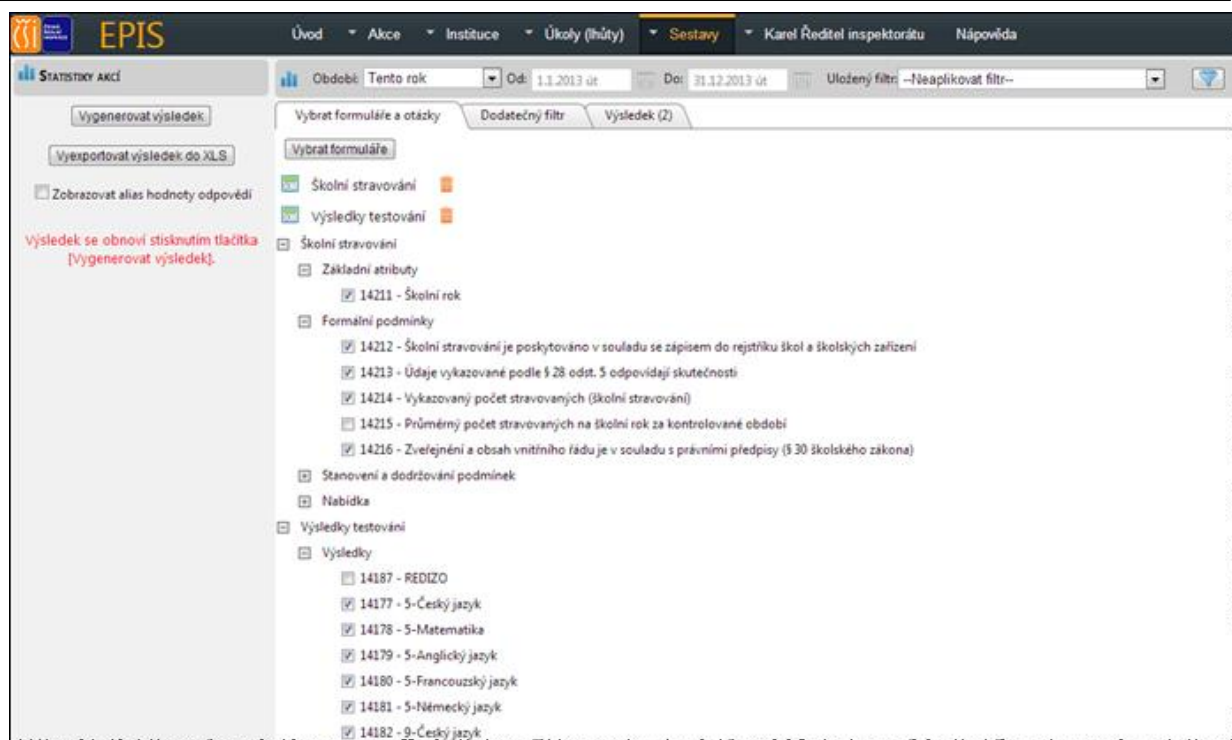 EPIS
Úvod Akce Instituce Úkoly (lhůty) Sestavy Karel Ředitel inspektorátu Nápověda
Statistiky akcí
Období: Tento rok Od: 1.1.2013 út Do: 31.12.2013 út Uložený filtr: --Neaplikovat filtr--
Vygenerovat výsledek
Vyexportovat výsledek do XLS
Zobrazovat alias hodnoty odpovědí
Výsledek se obnoví stisknutím tlačítka
[Vygenerovat výsledek].
Vybrat formuláře a otázky Dodatečný filtr Výsledek (2)
Vybrat formuláře
Školní stravování
Výsledky testování
Školní stravování
Základní atributy
14211 - Školní rok
Formální podmínky
14212 - Školní stravování je poskytováno v souladu se zápisem do rejstříku škol a školských zařízení
14213 - Údaje vykazované podle § 28 odst. 5 odpovídají skutečnosti
14214 - Vykazovaný počet stravovaných (školní stravování)
14215 - Průměrný počet stravovaných na školní rok za kontrolované období
14216 - Zveřejnění a obsah vnitřního řádu je v souladu s právními předpisy (§ 30 školského zákona)
Stanovení a dodržování podmínek
Nabídka
Výsledky testování
Výsledky
14187 - REDIZO
14177 - 5-Český jazyk
14178 - 5-Matematika
14179 - 5-Anglický jazyk
14180 - 5-Francouzský jazyk
14181 - 5-Německý jazyk
14182 - 9-Český jazyk